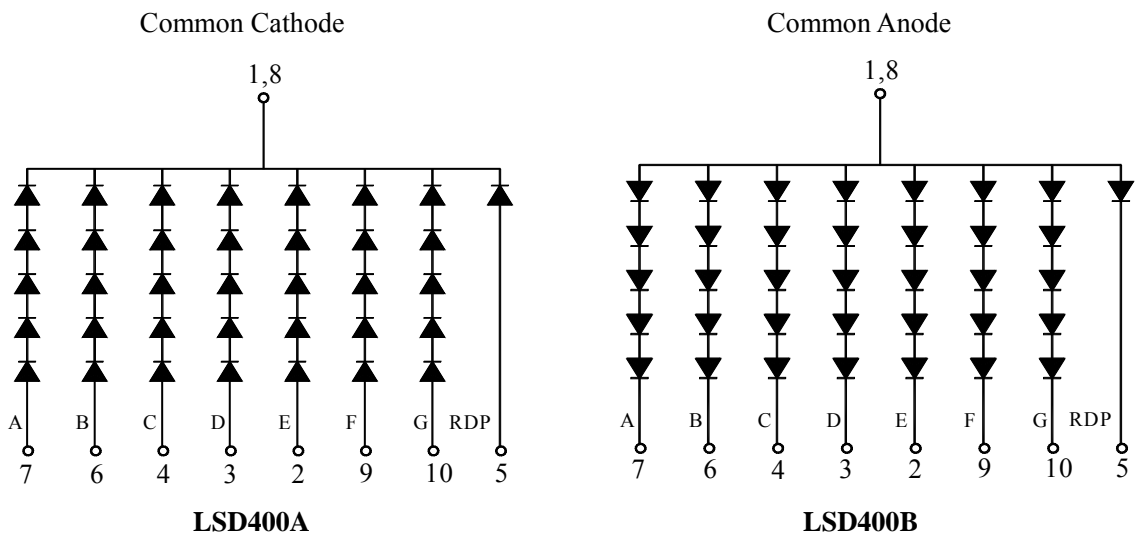 Common Cathode
Common Anode
1,8
1,8
A B C D E F G RDP
A B C D E F G RDP
7 6 4 3 2 9 10 5
7 6 4 3 2 9 10 5
LSD400A
LSD400B